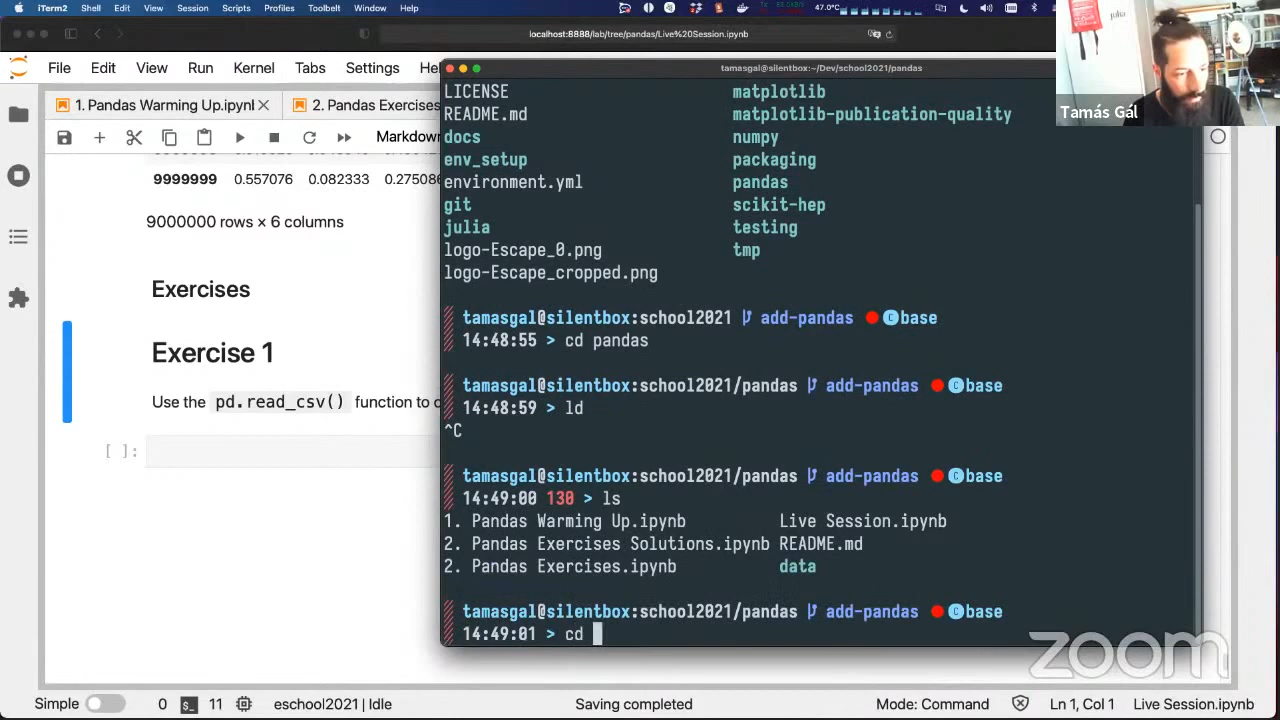 iTerm2 Shell Edit View Session Scripts Profiles Toolbelt Window Help 47.0°C
localhost:8888/lab/tree/pandas/Live%20Session.ipynb
File Edit View Run Kernel Tabs Settings He
tamasgal@silentbox:~/Dev/school2021/pandas
1. Pandas Warming Up.ipynl
2. Pandas Exercises
Markdown
9999999 0.557076 0.082333 0.275086
9000000 rows × 6 columns
Exercises
Exercise 1
Use the pd.read_csv() function to
[ ]:
LICENSE matplotlib
README.md matplotlib-publication-quality
docs numpy
env_setup packaging
environment.yml pandas
git scikit-hep
julia testing
logo-Escape_0.png tmp
logo-Escape_cropped.png
tamasgal@silentbox:school2021 add-pandas C base
14:48:55 > cd pandas
tamasgal@silentbox:school2021/pandas add-pandas C base
14:48:59 > ld
^C
tamasgal@silentbox:school2021/pandas add-pandas C base
14:49:00 130 > ls
1. Pandas Warming Up.ipynb Live Session.ipynb
2. Pandas Exercises Solutions.ipynb README.md
2. Pandas Exercises.ipynb data
tamasgal@silentbox:school2021/pandas add-pandas C base
14:49:01 > cd
julia
Tamás Gál
zoom
Simple 0 $_ 11 eschool2021 | Idle Saving completed Mode: Command Ln 1, Col 1 Live Session.ipynb